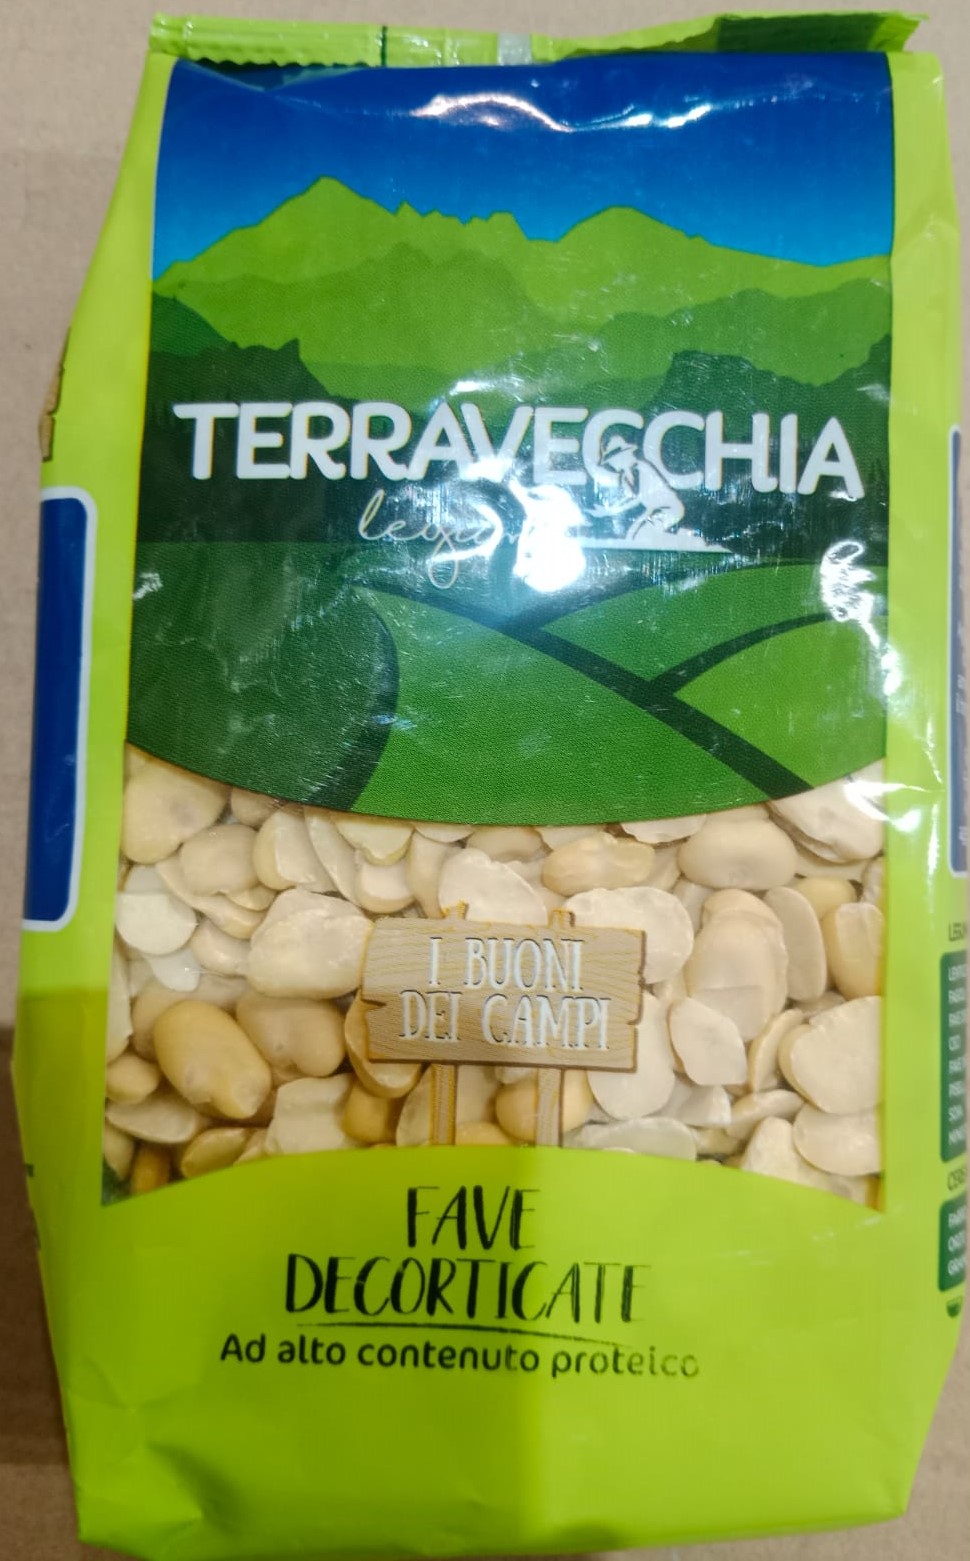 TERRAVECCHIA
I BUONI
DEI CAMPI
FAVE
DECORTICATE
Ad alto contenuto proteico